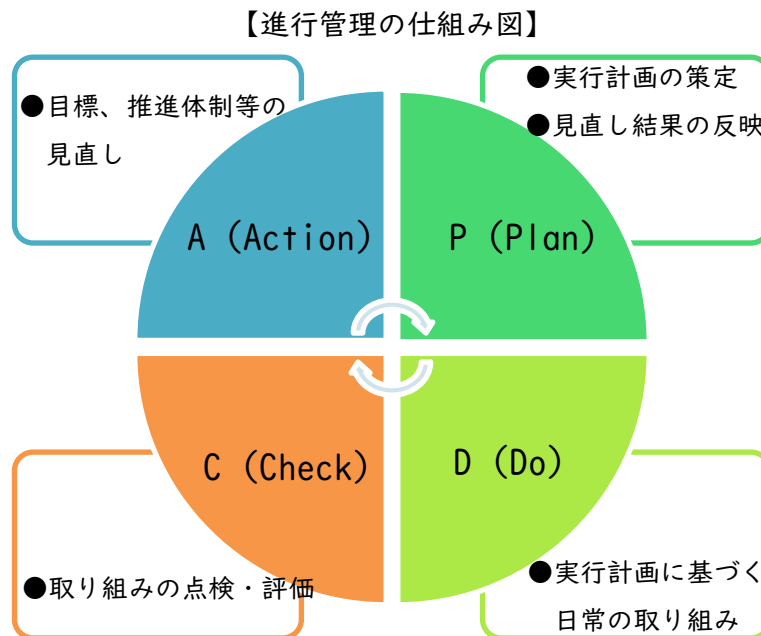 【進行管理の仕組み図】
●目標、推進体制等の
見直し
●実行計画の策定
●見直し結果の反映
A (Action)
P (Plan)
C (Check)
D (Do)
●取り組みの点検・評価
●実行計画に基づく
日常の取り組み